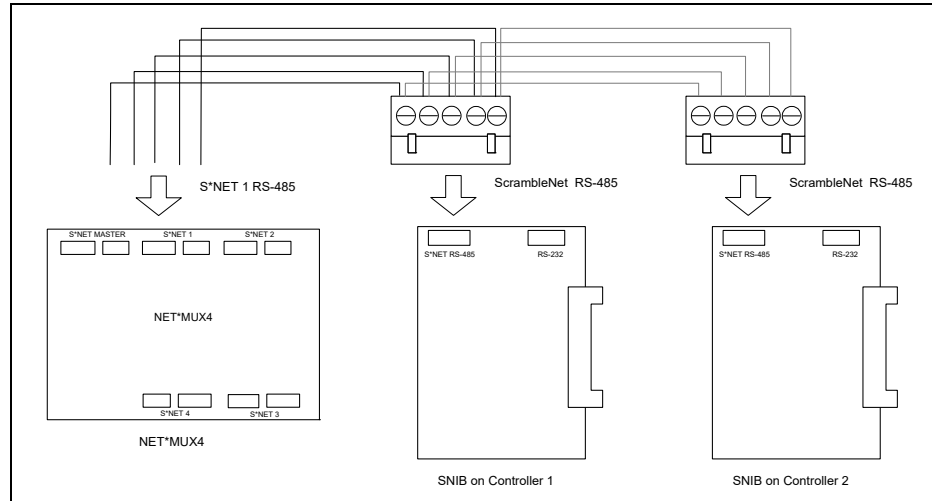 S*NET 1 RS-485
ScrambleNet RS-485
ScrambleNet RS-485
S*NET MASTER
S*NET 1
S*NET 2
S*NET RS-485
RS-232
S*NET RS-485
RS-232
NET*MUX4
S*NET 4
S*NET 3
NET*MUX4
SNIB on Controller 1
SNIB on Controller 2